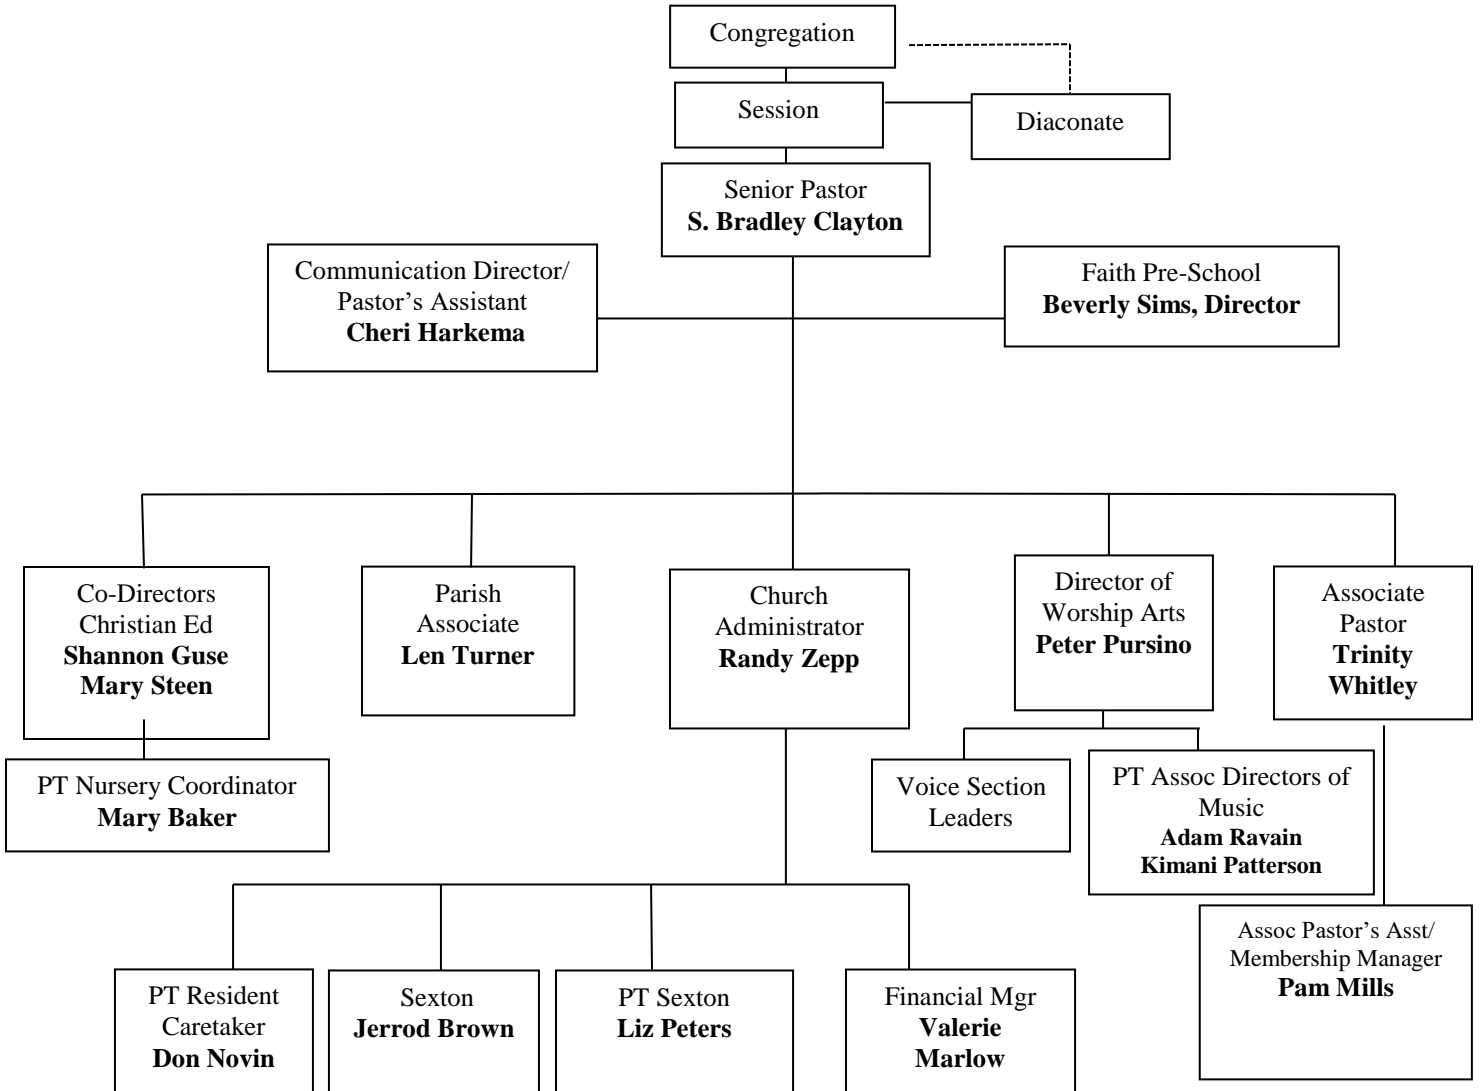 Congregation
Session
Diaconate
Senior Pastor
S. Bradley Clayton
Communication Director/
Pastor’s Assistant
Cheri Harkema
Faith Pre-School
Beverly Sims, Director
Co-Directors
Christian Ed
Shannon Guse
Mary Steen
Parish
Associate
Len Turner
Church
Administrator
Randy Zepp
Director of
Worship Arts
Peter Pursino
Associate
Pastor
Trinity
Whitley
PT Nursery Coordinator
Mary Baker
Voice Section
Leaders
PT Assoc Directors of
Music
Adam Ravain
Kimani Patterson
Assoc Pastor’s Asst/
Membership Manager
Pam Mills
PT Resident
Caretaker
Don Novin
Sexton
Jerrod Brown
PT Sexton
Liz Peters
Financial Mgr
Valerie
Marlow